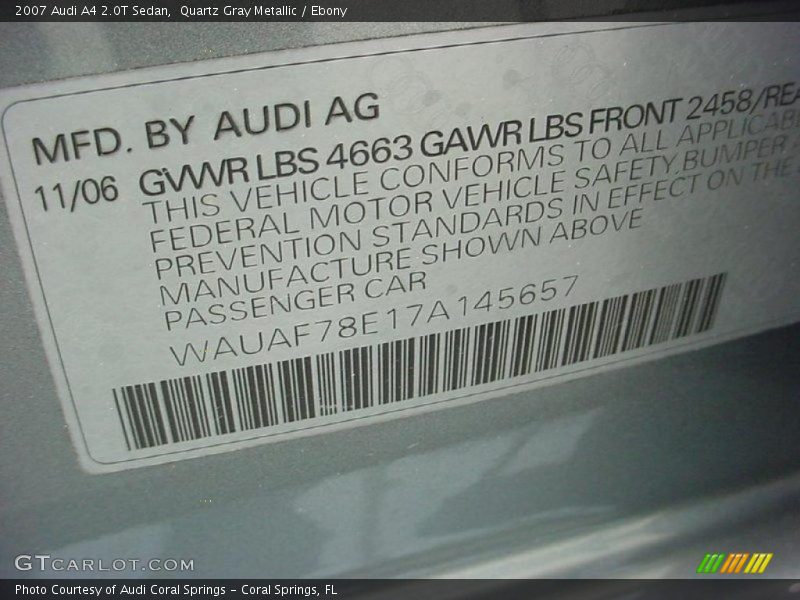 2007 Audi A4 2.0T Sedan,  Quartz Gray Metallic / Ebony
MFD. BY AUDI AG
11/06 GVWR LBS 4663 GAWR LBS FRONT 2458/REA
THIS VEHICLE CONFORMS TO ALL APPLICAB
FEDERAL MOTOR VEHICLE SAFETY BUMPER
PREVENTION STANDARDS IN EFFECT ON THE
MANUFACTURE SHOWN ABOVE
PASSENGER CAR
WAUAF78E17A145657
GTCARLOT.COM
Photo Courtesy of Audi Coral Springs – Coral Springs, FL